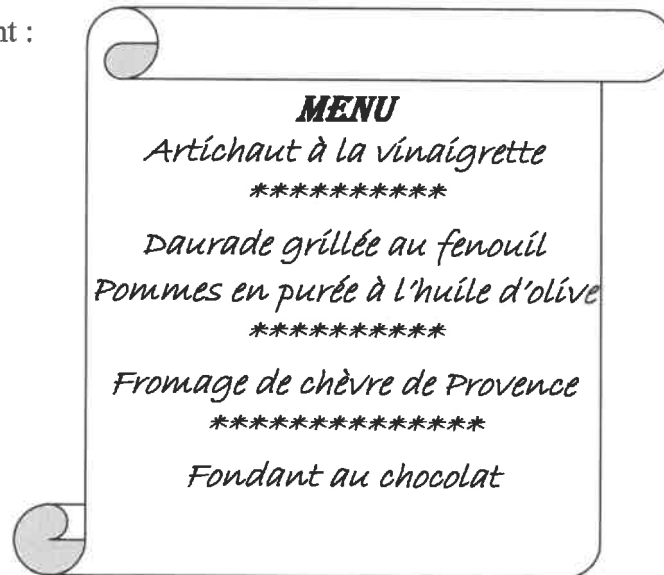 nt :
MENU
Artichaut à la vinaigrette
**********
Daurade grillée au fenouil
Pommes en purée à l'huile d'olive
**********
Fromage de chèvre de Provence
**************
Fondant au chocolat